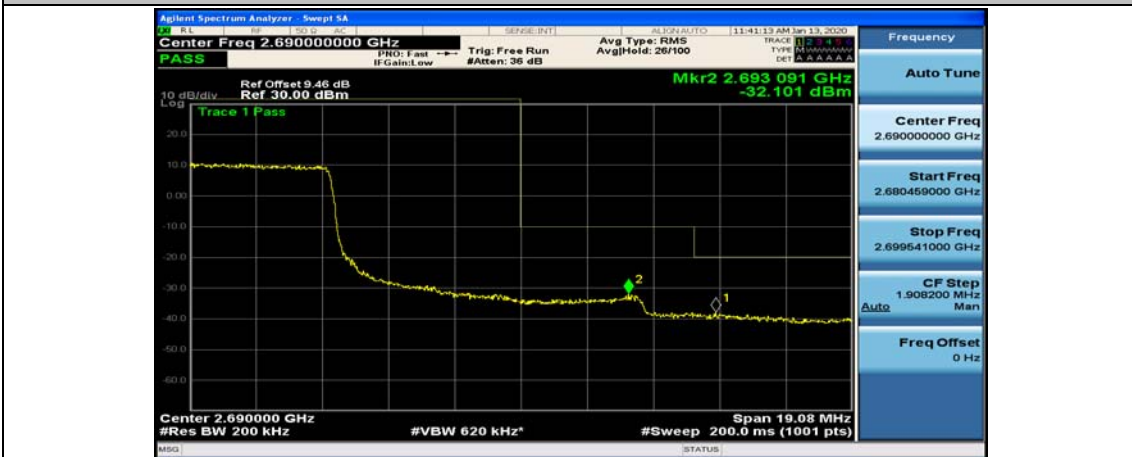 Agilent Spectrum Analyzer - Swept SA
RL RF 50 Ω AC SENSE:INT ALIGNAUTO 11:41:13 AM Jan 13, 2020
Center Freq 2.690000000 GHz
PASS
PNO: Fast
IFGain:Low
Trig: Free Run
#Atten: 36 dB
Avg Type: RMS
Avg|Hold: 26/100
TRACE 1 2 3 4 5 6
TYPE M
DET A A A A A A
Ref Offset 9.46 dB
Ref 30.00 dBm
10 dB/div
Log
Mkr2 2.693 091 GHz
-32.101 dBm
Trace 1 Pass
20.0
10.0
0.00
-10.0
-20.0
-30.0
-40.0
-50.0
-60.0
2
1
Center 2.690000 GHz
Span 19.08 MHz
#Res BW 200 kHz
#VBW 620 kHz*
#Sweep 200.0 ms (1001 pts)
MSG
STATUS
Frequency
Auto Tune
Center Freq
2.690000000 GHz
Start Freq
2.680459000 GHz
Stop Freq
2.699541000 GHz
CF Step
1.908200 MHz
Auto Man
Freq Offset
0 Hz